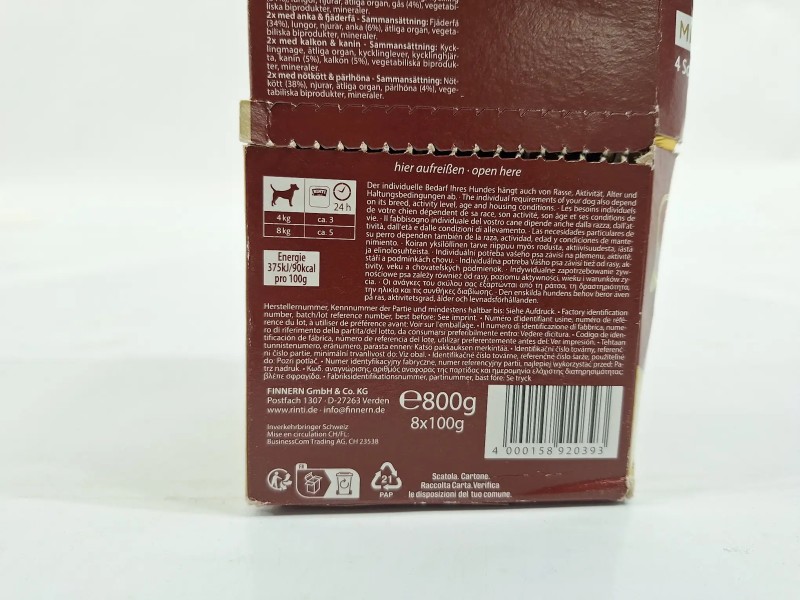 lungor, njurar, ätliga organ, gås (4%), vegetabi-
liska biprodukter, mineraler.
2x med anka & fjäderfä - Sammansättning: Fjäderfä
(34%), lungor, njurar, anka (6%), ätliga organ, vegeta-
biliska biprodukter, mineraler.
2x med kalkon & kanin - Sammansättning: Kyck-
lingmage, ätliga organ, kycklinglever, kycklinghjär-
ta, kanin (5%), kalkon (5%), vegetabiliska biproduk-
ter, mineraler.
2x med nötkött & pärlhöna - Sammansättning: Nöt-
kött (38%), njurar, ätliga organ, pärlhöna (4%), vege-
tabiliska biprodukter, mineraler.
hier aufreißen · open here
24 h
4 kg ca. 3
8 kg ca. 5
Energie
375kJ/90kcal
pro 100g
Der individuelle Bedarf Ihres Hundes hängt auch von Rasse, Aktivität, Alter und
Haltungsbedingungen ab. · The individual requirements of your dog also depend
on its breed, activity level, age and housing conditions. · Les besoins individuels
de votre chien dépendent de sa race, son activité, son âge et ses conditions de
vie. · Il fabbisogno individuale del vostro cane dipende anche dalla razza, dall'at-
tività, dall'età e dalle condizioni di allevamento. · Las necesidades particulares de
su perro dependen también de la raza, actividad, edad y condiciones de mante-
nimiento. · Koiran yksilöllinen tarve riippuu myös rodusta, aktiivisuudesta, iästä
ja elinolosuhteista. · Individuální potřeba vašeho psa závisí na plemeni, aktivitě,
stáří a podmínkách chovu. · Individuálna potreba Vášho psa závisí tiež od rasy, ak-
tivity, veku a chovateľských podmienok. · Indywidualne zapotrzebowanie żyw-
nościowe psa zależy również od rasy, poziomu aktywności, wieku i warunków ży-
cia. · Οι ανάγκες του σκύλου σας εξαρτώνται από τη ράτσα, τη δραστηριότητα,
την ηλικία και τις συνθήκες διαβίωσης. · Den enskilda hundens behov beror även
på ras, aktivitetsgrad, ålder och levnadsförhållanden.
Herstellernummer, Kennnummer der Partie und mindestens haltbar bis: Siehe Aufdruck. · Factory identification
number, batch/lot reference number, best before: See imprint. · Numéro d'identifiant usine, numéro de réfé-
rence du lot, à utiliser de préférence avant: Voir sur l'emballage. · Il numero di identificazione di fabbrica, nume-
ro di riferimento della partita/del lotto, da consumarsi preferibilmente entro: Vedere dicitura. · Código de iden-
tificación de fábrica, número de referencia del lote, utilizar preferentemente antes del: Ver impresión. · Tehtaan
tunnistenumero, eränumero, parasta ennen: Katso pakkauksen merkintää. · Identifikační číslo továrny, referenč-
ní číslo partie, minimální trvanlivost do: Viz obal. · Identifikačné číslo továrne, referenčné číslo šarže, použiteľné
do: Pozri potlač. · Numer identyfikacyjny fabryczne, numer referencyjny partii, najlepiej wykorzystać przed: Pa-
trz nadruk. · Κωδ. αναγνώρισης, αριθμός αναφοράς της παρτίδας και ημερομηνία ελάχιστης διατηρησιμότητας:
Βλέπε σφραγίδα. · Fabriksidentifikationsnummer, partinummer, bäst före: Se tryck.
FINNERN GmbH & Co. KG
Postfach 1307 · D-27263 Verden
www.rinti.de · info@finnern.de
℮800g
8x100g
Inverkehrbringer Schweiz
Mise en circulation CH/FL:
BusinessCom Trading AG, CH 23538
4 000158 920393
FR
21
PAP
Scatola. Cartone.
Raccolta Carta. Verifica
le disposizioni del tuo comune.